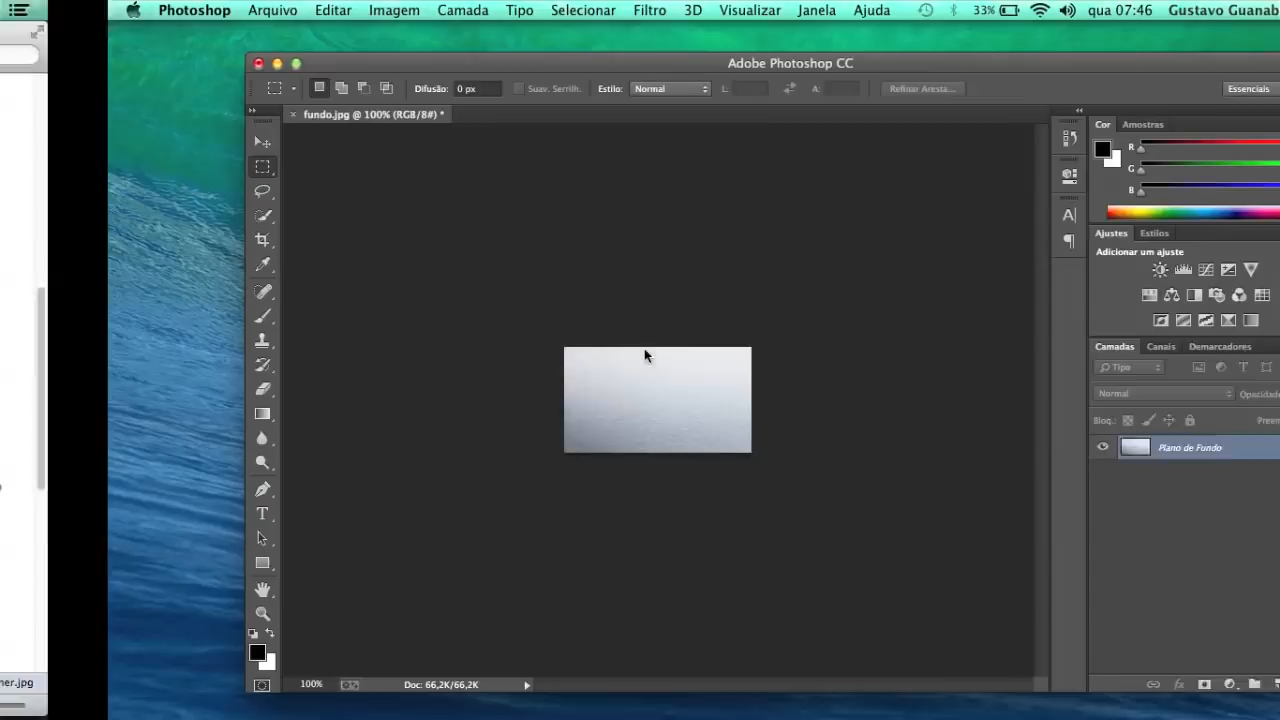 Photoshop Arquivo Editar Imagem Camada Tipo Selecionar Filtro 3D Visualizar Janela Ajuda 33% qua 07:46 Gustavo Guanab
Adobe Photoshop CC
Difusão: 0 px Suav. Serrilh. Estilo: Normal L: A: Refinar Aresta... Essenciais
fundo.jpg @ 100% (RGB/8#) *
Cor Amostras
R
G
B
Ajustes Estilos
Adicionar um ajuste
Camadas Canais Demarcadores
Tipo
Normal Opacidade
Bloq.: Preen
Plano de Fundo
ner.jpg
100% Doc: 66,2K/66,2K